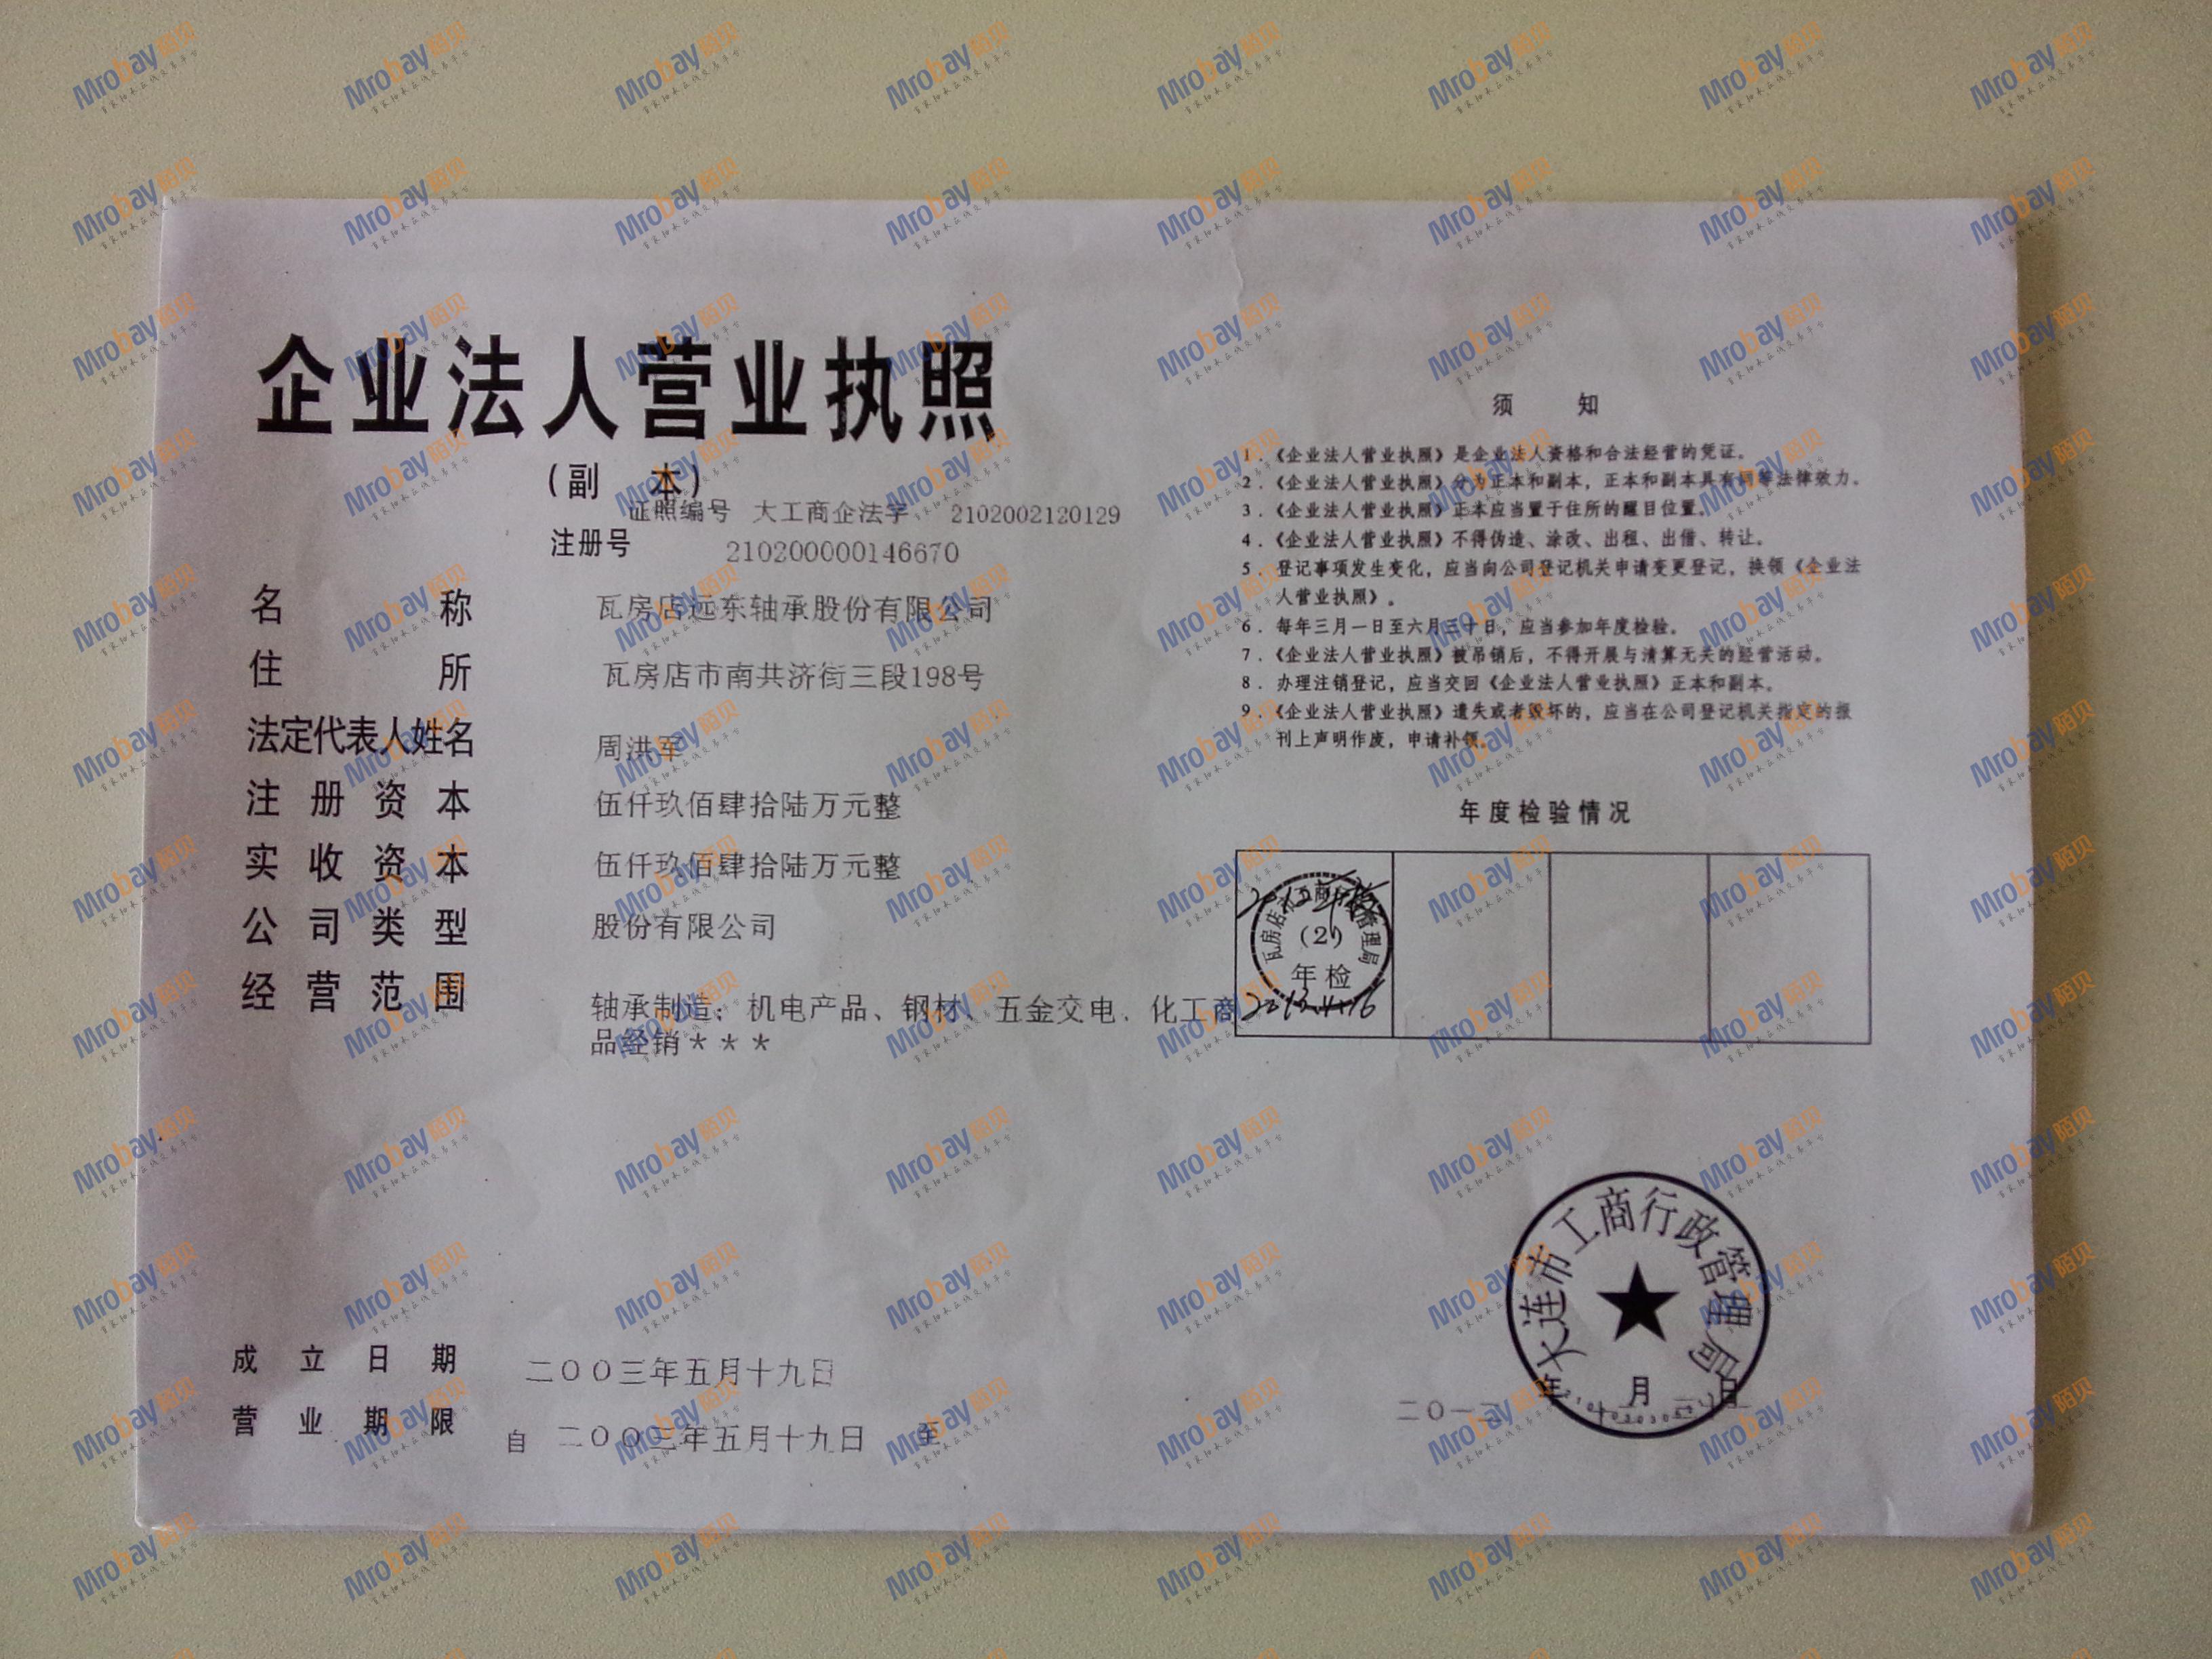 企业法人营业执照
(副 本)
证照编号 大工商企法字 2102002120129
注册号 210200000146670
名 称 瓦房店远东轴承股份有限公司
住 所 瓦房店市南共济街三段198号
法定代表人姓名 周洪军
注册资本 伍仟玖佰肆拾陆万元整
实收资本 伍仟玖佰肆拾陆万元整
公司类型 股份有限公司
经营范围 轴承制造；机电产品、钢材、五金交电、化工商
品经销＊＊＊
成立日期 二〇〇三年五月十九日
营业期限 自 二〇〇三年五月十九日 至
须 知
1．《企业法人营业执照》是企业法人资格和合法经营的凭证。
2．《企业法人营业执照》分为正本和副本，正本和副本具有同等法律效力。
3．《企业法人营业执照》正本应当置于住所的醒目位置。
4．《企业法人营业执照》不得伪造、涂改、出租、出借、转让。
5．登记事项发生变化，应当向公司登记机关申请变更登记，换领《企业法
人营业执照》。
6．每年三月一日至六月三十日，应当参加年度检验。
7．《企业法人营业执照》被吊销后，不得开展与清算无关的经营活动。
8．办理注销登记，应当交回《企业法人营业执照》正本和副本。
9．《企业法人营业执照》遗失或者毁坏的，应当在公司登记机关指定的报
刊上声明作废，申请补领。
年度检验情况
(2)
年检
大连市工商行政管理局
年 月 日
Mrobay陌贝